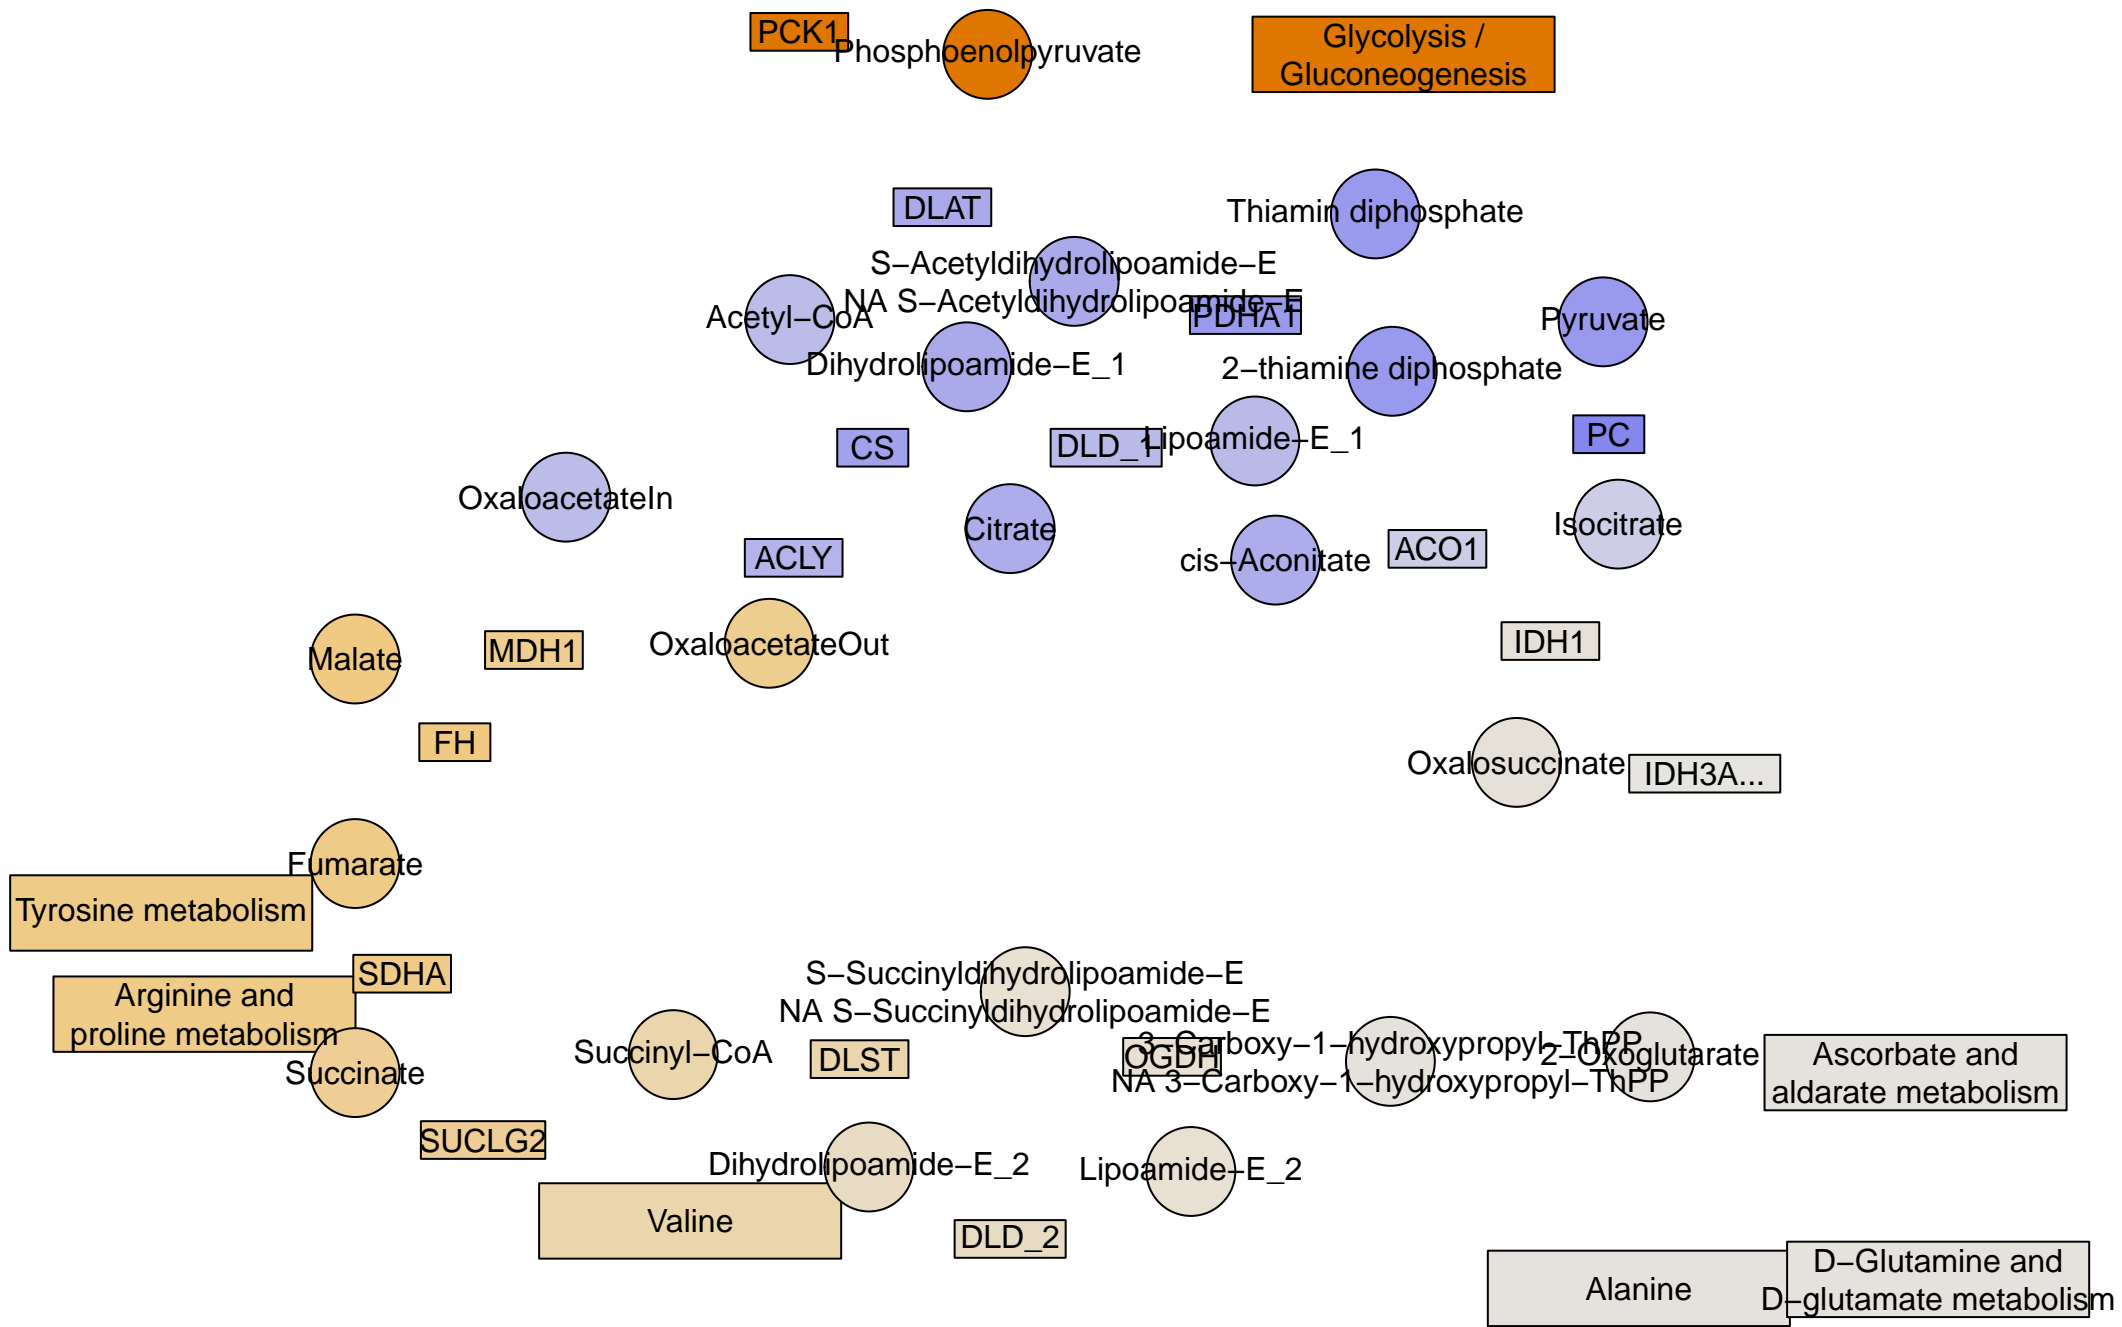 PCK1
Phosphoenolpyruvate
Glycolysis /
Gluconeogenesis
DLAT
Thiamin diphosphate
S−Acetyldihydrolipoamide−E
NA S−Acetyldihydrolipoamide−E
Acetyl−CoA
PDHA1
Pyruvate
Dihydrolipoamide−E_1
2−thiamine diphosphate
CS
DLD_1
Lipoamide−E_1
PC
OxaloacetateIn
Citrate
Isocitrate
ACLY
cis−Aconitate
ACO1
Malate
MDH1
OxaloacetateOut
IDH1
FH
Oxalosuccinate
IDH3A...
Fumarate
Tyrosine metabolism
SDHA
Arginine and
proline metabolism
S−Succinyldihydrolipoamide−E
NA S−Succinyldihydrolipoamide−E
Succinate
Succinyl−CoA
DLST
OGDH
3−Carboxy−1−hydroxypropyl−ThPP
NA 3−Carboxy−1−hydroxypropyl−ThPP
2−Oxoglutarate
Ascorbate and
aldarate metabolism
SUCLG2
Dihydrolipoamide−E_2
Lipoamide−E_2
Valine
DLD_2
Alanine
D−Glutamine and
D−glutamate metabolism